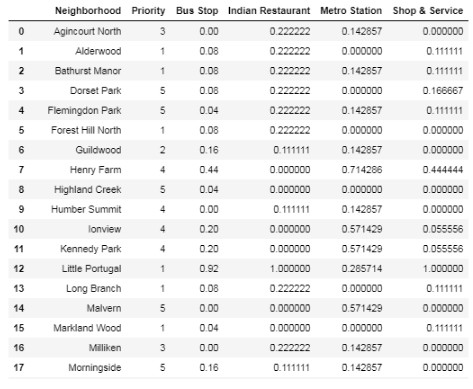 Neighborhood Priority Bus Stop Indian Restaurant Metro Station Shop & Service
0 Agincourt North 3 0.00 0.222222 0.142857 0.000000
1 Alderwood 1 0.08 0.222222 0.000000 0.111111
2 Bathurst Manor 1 0.08 0.222222 0.142857 0.111111
3 Dorset Park 5 0.08 0.222222 0.000000 0.166667
4 Flemingdon Park 5 0.04 0.222222 0.142857 0.111111
5 Forest Hill North 1 0.08 0.222222 0.000000 0.000000
6 Guildwood 2 0.16 0.111111 0.142857 0.000000
7 Henry Farm 4 0.44 0.000000 0.714286 0.444444
8 Highland Creek 5 0.04 0.000000 0.000000 0.000000
9 Humber Summit 4 0.00 0.111111 0.142857 0.000000
10 Ionview 4 0.20 0.000000 0.571429 0.055556
11 Kennedy Park 4 0.20 0.000000 0.571429 0.055556
12 Little Portugal 1 0.92 1.000000 0.285714 1.000000
13 Long Branch 1 0.08 0.222222 0.000000 0.111111
14 Malvern 5 0.00 0.000000 0.571429 0.000000
15 Markland Wood 1 0.04 0.000000 0.000000 0.111111
16 Milliken 3 0.00 0.222222 0.142857 0.000000
17 Morningside 5 0.16 0.111111 0.142857 0.000000